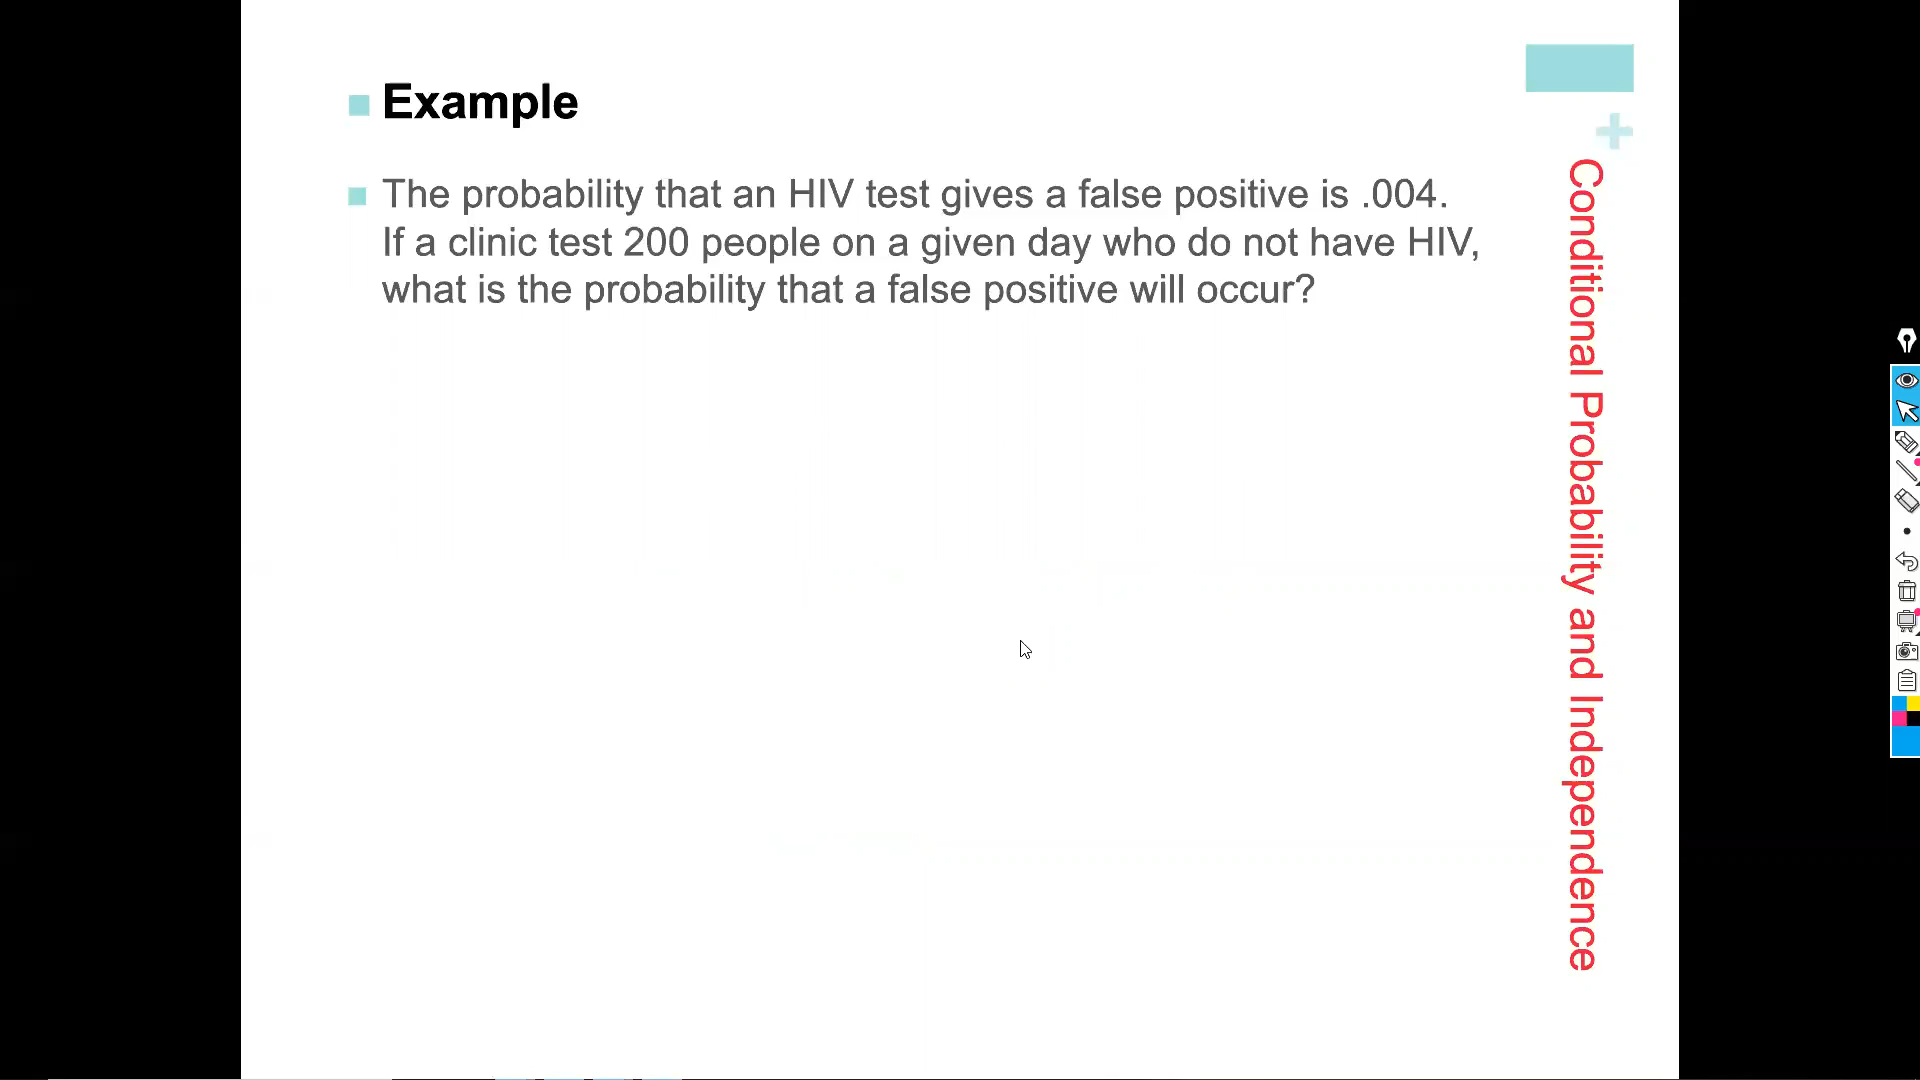 Example
The probability that an HIV test gives a false positive is .004.
If a clinic test 200 people on a given day who do not have HIV,
what is the probability that a false positive will occur?
Conditional Probability and Independence